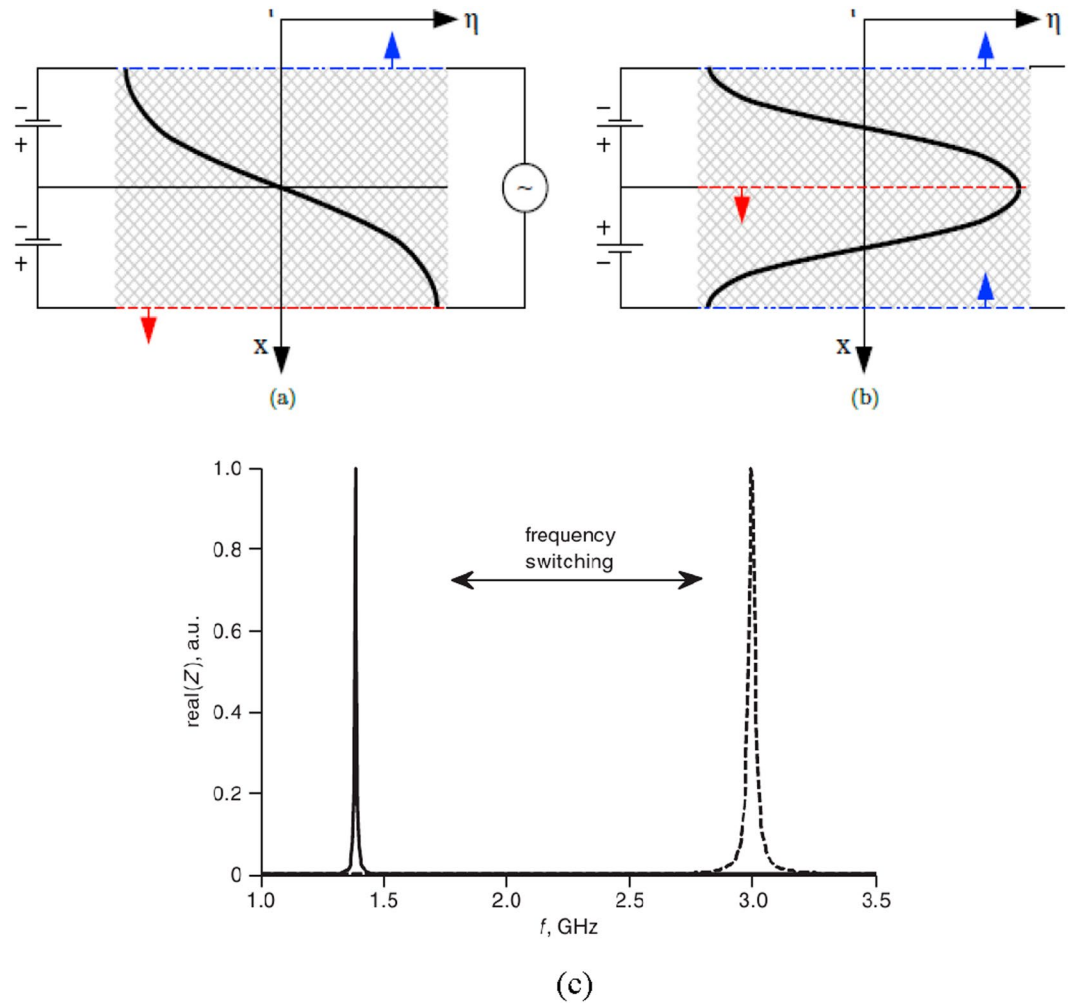 η
η
−
+
−
+
~
−
+
+
−
X
X
(a)
(b)
1.0
0.8
0.6
0.4
0.2
0
real(Z), a.u.
frequency
switching
1.0
1.5
2.0
2.5
3.0
3.5
f, GHz
(c)